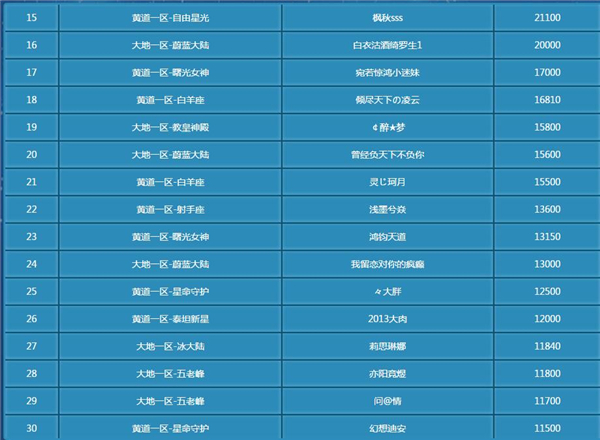 15 黄道一区-自由星光 枫秋sss 21100
16 大地一区-蔚蓝大陆 白衣沽酒绮罗生1 20000
17 黄道一区-曙光女神 宛若惊鸿小迷妹 17000
18 黄道一区-白羊座 倾尽天下の凌云 16810
19 大地一区-教皇神殿 ¢醉★梦 15800
20 大地一区-蔚蓝大陆 曾经负天下不负你 15600
21 黄道一区-白羊座 灵じ珂月 15500
22 黄道一区-射手座 浅墨兮焱 13600
23 黄道一区-曙光女神 鸿钧天道 13150
24 大地一区-蔚蓝大陆 我留恋对你的疯癫 13000
25 黄道一区-星命守护 々大胖 12500
26 黄道一区-泰坦新星 2013大肉 12000
27 大地一区-冰大陆 莉思琳娜 11840
28 大地一区-五老峰 亦阳宾煜 11800
29 大地一区-五老峰 问@情 11700
30 黄道一区-星命守护 幻想迪安 11500